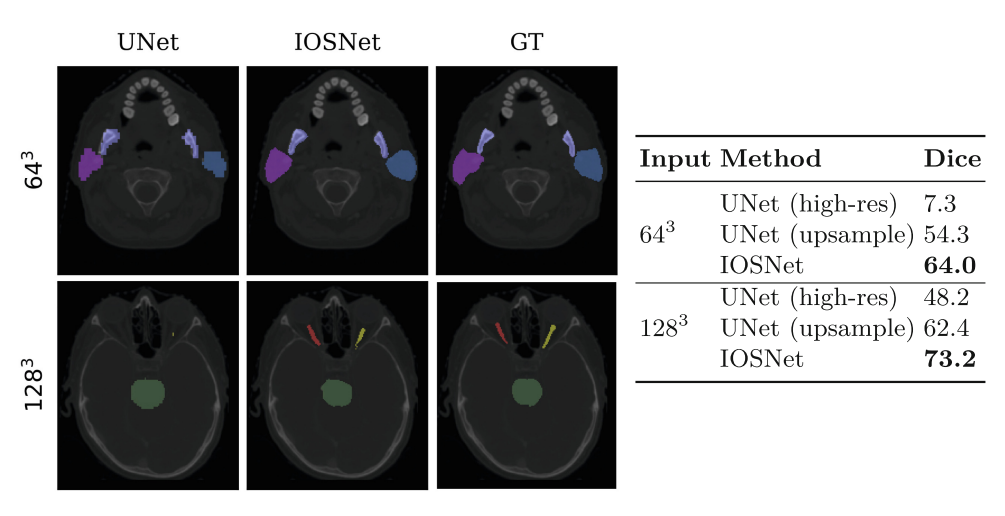 UNet IOSNet GT
64³
128³
Input Method Dice
UNet (high-res) 7.3
64³ UNet (upsample) 54.3
IOSNet 64.0
UNet (high-res) 48.2
128³ UNet (upsample) 62.4
IOSNet 73.2